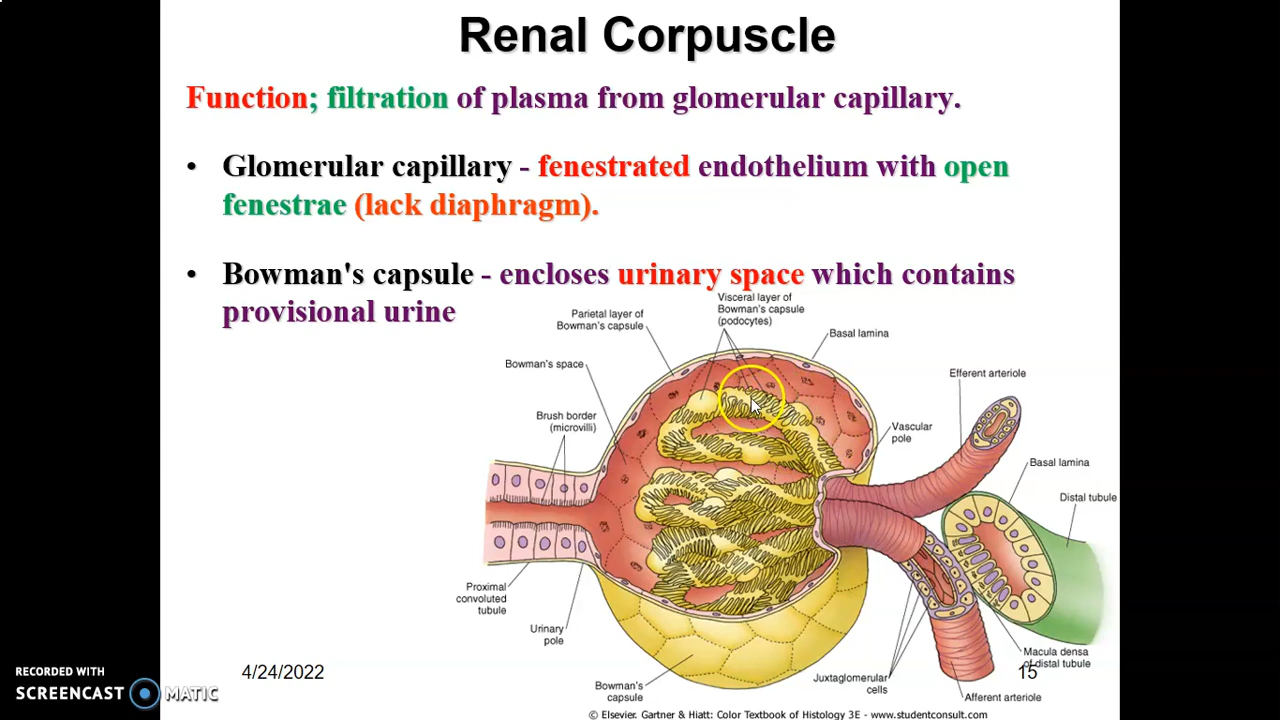 Renal Corpuscle
Function; filtration of plasma from glomerular capillary.
• Glomerular capillary - fenestrated endothelium with open
fenestrae (lack diaphragm).
• Bowman's capsule - encloses urinary space which contains
provisional urine
Visceral layer of
Bowman's capsule
(podocytes)
Parietal layer of
Bowman's capsule
Basal lamina
Bowman's space
Efferent arteriole
Brush border
(microvilli)
Vascular
pole
Basal lamina
Distal tubule
Proximal
convoluted
tubule
Urinary
pole
Macula densa
of distal tubule
Juxtaglomerular
cells
Bowman's
capsule
Afferent arteriole
4/24/2022
15
© Elsevier. Gartner & Hiatt: Color Textbook of Histology 3E - www.studentconsult.com
RECORDED WITH
SCREENCAST MATIC